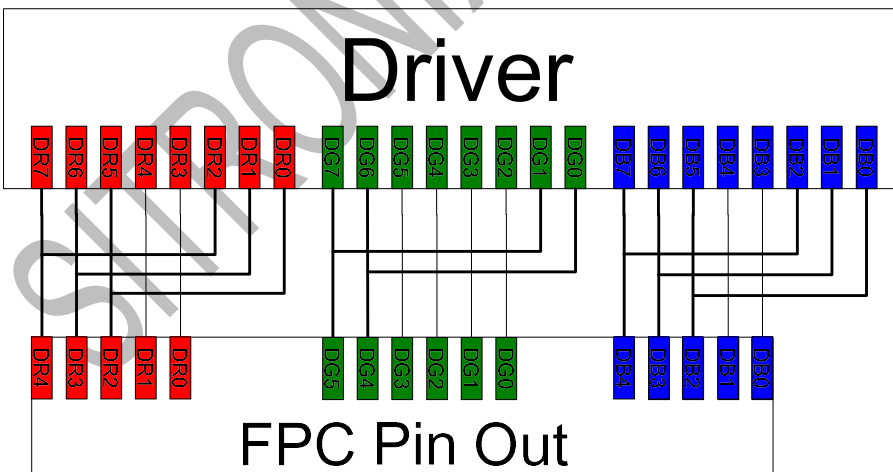 Driver
DR7 DR6 DR5 DR4 DR3 DR2 DR1 DR0 DG7 DG6 DG5 DG4 DG3 DG2 DG1 DG0 DB7 DB6 DB5 DB4 DB3 DB2 DB1 DB0
DR4 DR3 DR2 DR1 DR0 DG5 DG4 DG3 DG2 DG1 DG0 DB4 DB3 DB2 DB1 DB0
FPC Pin Out
SITRONI